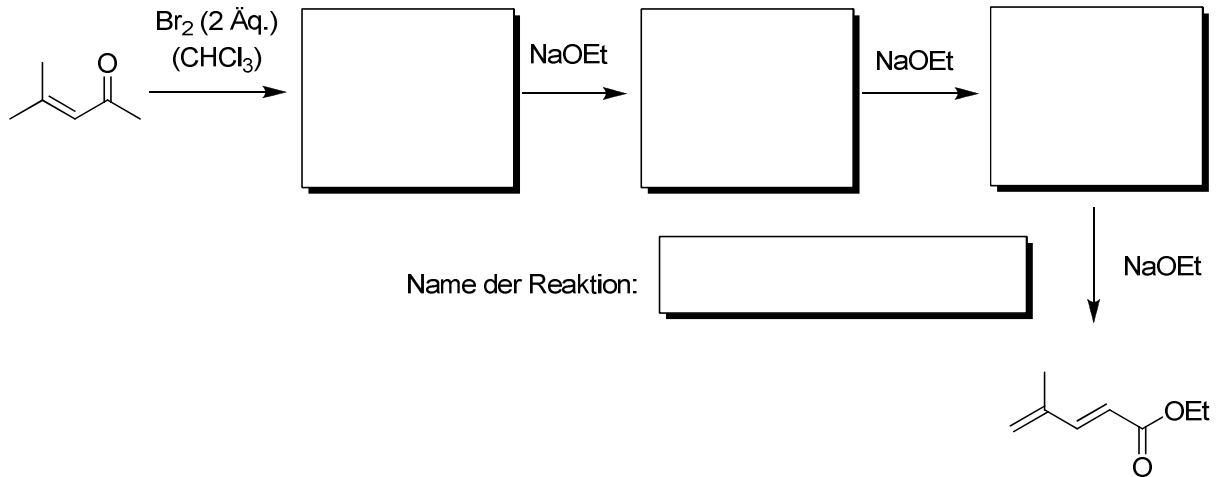 Br2 (2 Äq.)
(CHCl3)
NaOEt
NaOEt
O
Name der Reaktion:
NaOEt
OEt
O